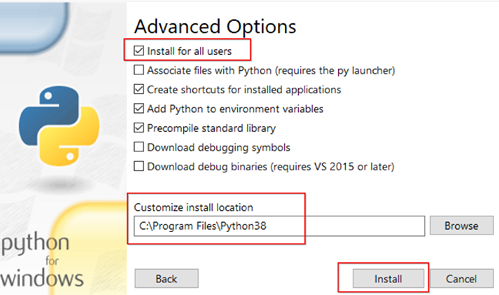 Advanced Options
Install for all users
Associate files with Python (requires the py launcher)
Create shortcuts for installed applications
Add Python to environment variables
Precompile standard library
Download debugging symbols
Download debug binaries (requires VS 2015 or later)
Customize install location
C:\Program Files\Python38
Browse
python
for
windows
Back
Install
Cancel